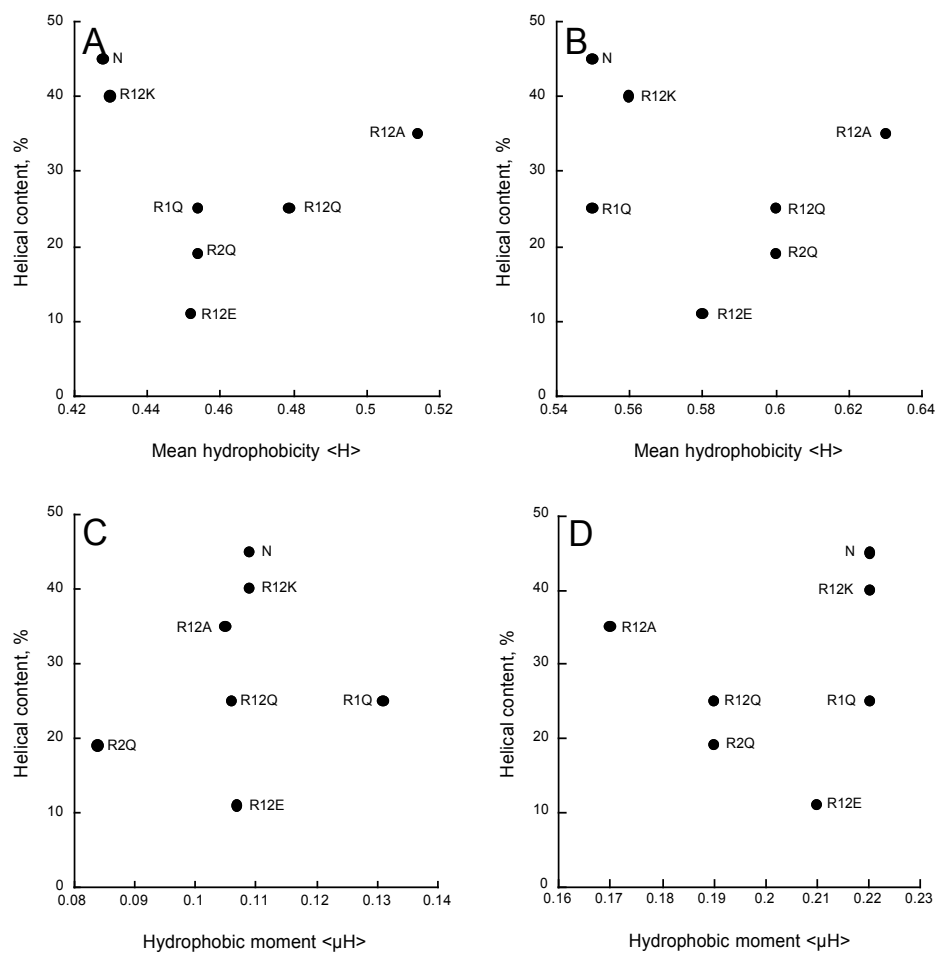 A
50
40
30
20
10
0
Helical content, %
N
R12K
R12A
R1Q
R12Q
R2Q
R12E
0.42 0.44 0.46 0.48 0.5 0.52
Mean hydrophobicity <H>
B
50
40
30
20
10
0
Helical content, %
N
R12K
R12A
R1Q
R12Q
R2Q
R12E
0.54 0.56 0.58 0.6 0.62 0.64
Mean hydrophobicity <H>
C
50
40
30
20
10
0
Helical content, %
N
R12K
R12A
R12Q
R1Q
R2Q
R12E
0.08 0.09 0.1 0.11 0.12 0.13 0.14
Hydrophobic moment <µH>
D
50
40
30
20
10
0
Helical content, %
N
R12K
R12A
R12Q
R1Q
R2Q
R12E
0.16 0.17 0.18 0.19 0.2 0.21 0.22 0.23
Hydrophobic moment <µH>